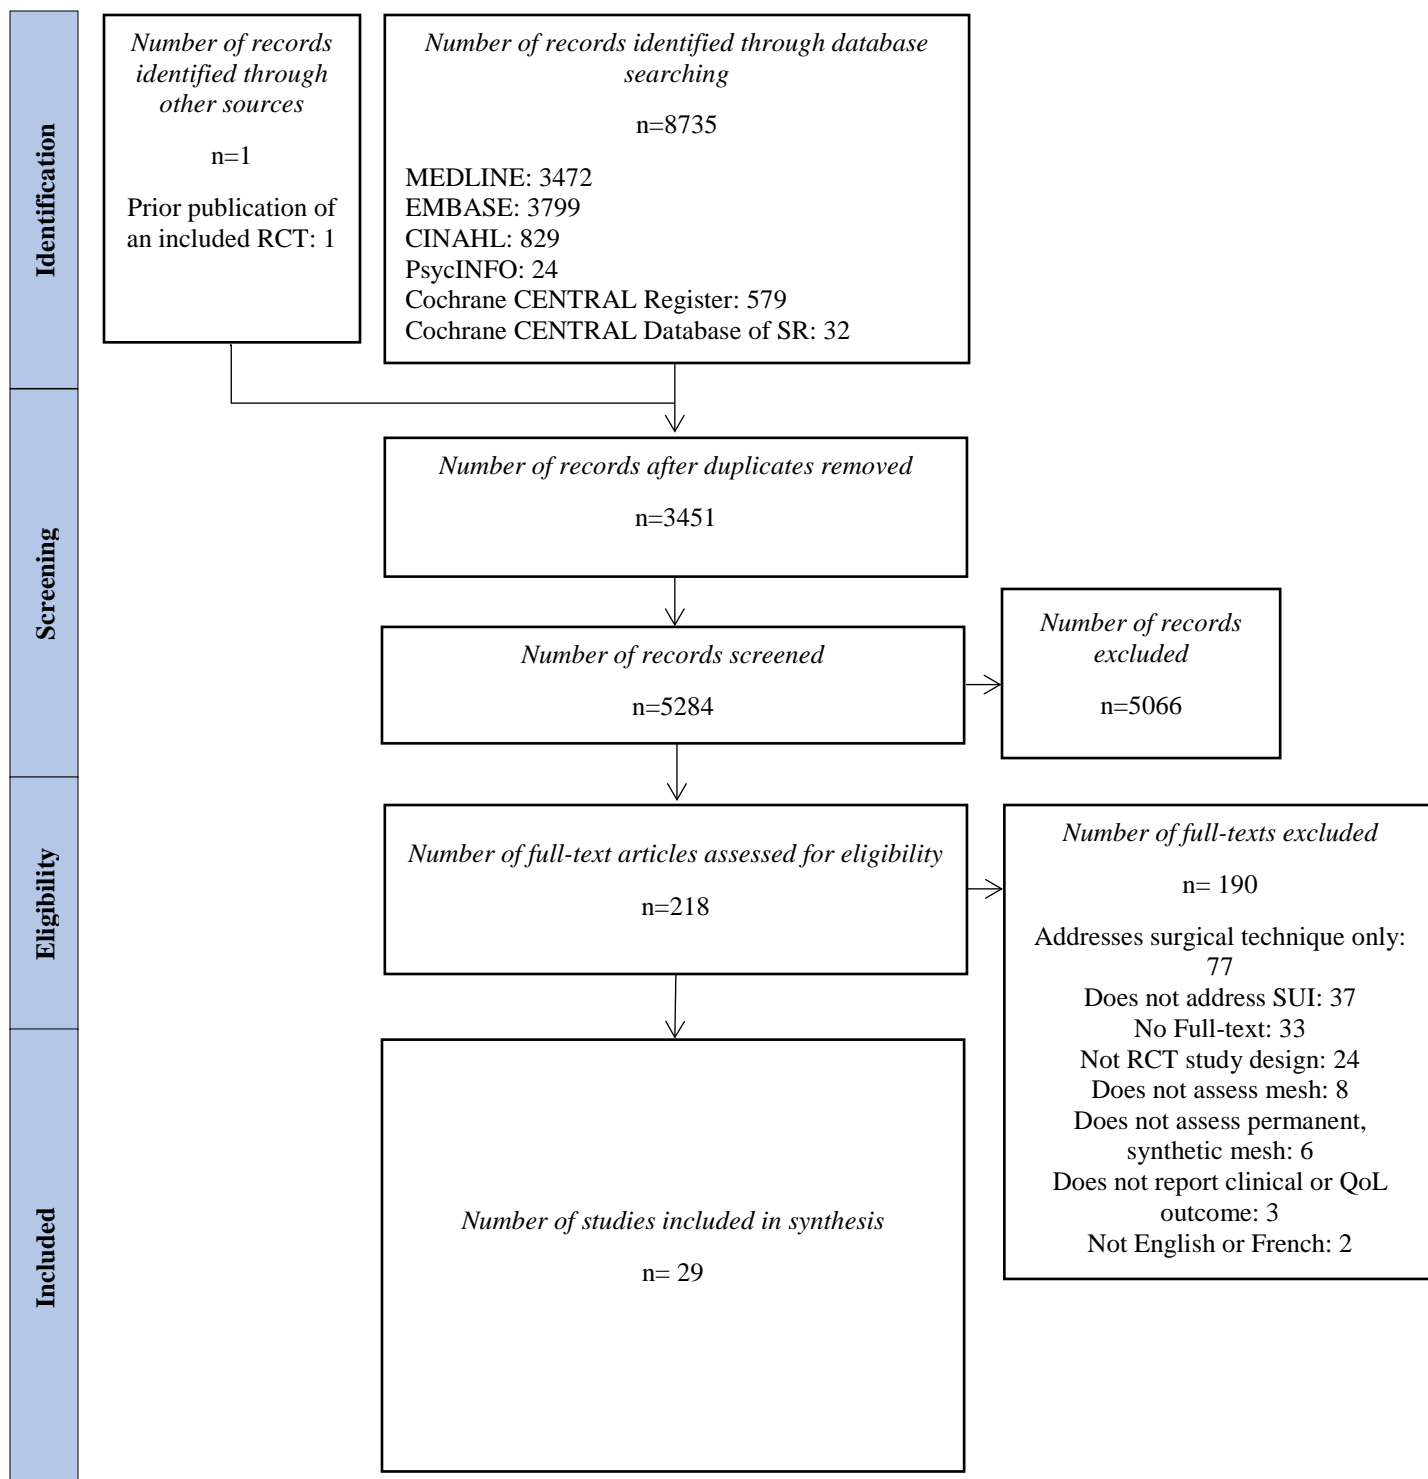 Identification
Number of records
identified through
other sources
n=1
Prior publication of
an included RCT: 1
Number of records identified through database
searching
n=8735
MEDLINE: 3472
EMBASE: 3799
CINAHL: 829
PsycINFO: 24
Cochrane CENTRAL Register: 579
Cochrane CENTRAL Database of SR: 32
Screening
Number of records after duplicates removed
n=3451
Number of records screened
n=5284
Number of records
excluded
n=5066
Eligibility
Number of full-text articles assessed for eligibility
n=218
Number of full-texts excluded
n= 190
Addresses surgical technique only:
77
Does not address SUI: 37
No Full-text: 33
Not RCT study design: 24
Does not assess mesh: 8
Does not assess permanent,
synthetic mesh: 6
Does not report clinical or QoL
outcome: 3
Not English or French: 2
Included
Number of studies included in synthesis
n= 29